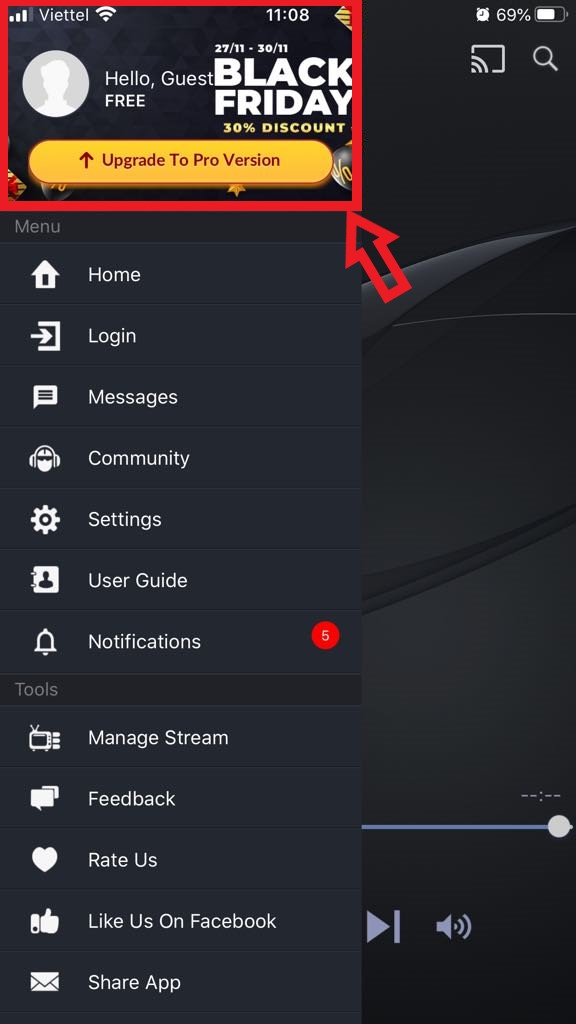 Viettel 11:08 69%
27/11 - 30/11
Hello, Guest
BLACK
FREE
FRIDAY
30% DISCOUNT
Upgrade To Pro Version
%
%
Menu
Home
Login
Messages
Community
Settings
User Guide
Notifications 5
Tools
Manage Stream
--:--
Feedback
Rate Us
Like Us On Facebook
Share App